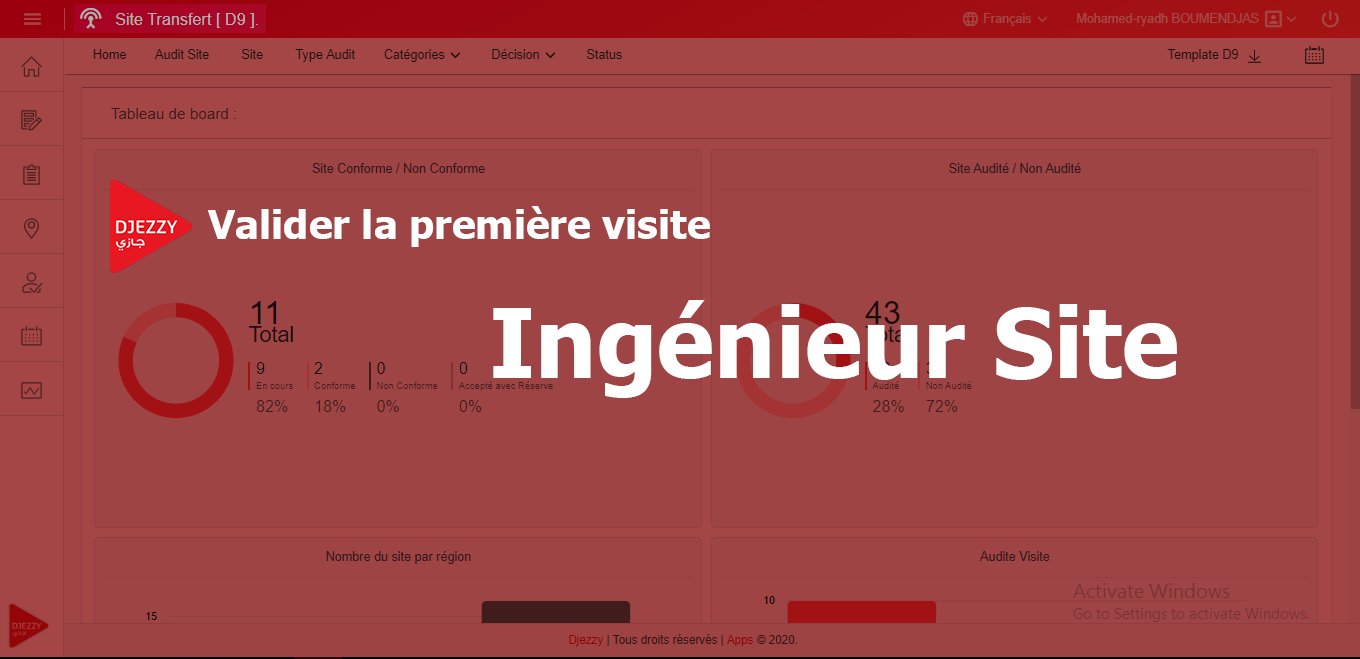 Site Transfert [ D9 ].
Français
Mohamed-ryadh BOUMENDJAS
Home
Audit Site
Site
Type Audit
Catégories
Décision
Status
Template D9
Tableau de board :
Site Conforme / Non Conforme
Site Audité / Non Audité
DJEZZY
جازي
Valider la première visite
Ingénieur Site
11
Total
9
En cours
82%
2
Conforme
18%
0
Non Conforme
0%
0
Accepté avec Réserve
0%
43
Audité
28%
Non Audité
72%
Nombre du site par région
15
Audite Visite
10
Activate Windows
Go to Settings to activate Windows.
DJEZZY
Djezzy | Tous droits réservés | Apps © 2020.